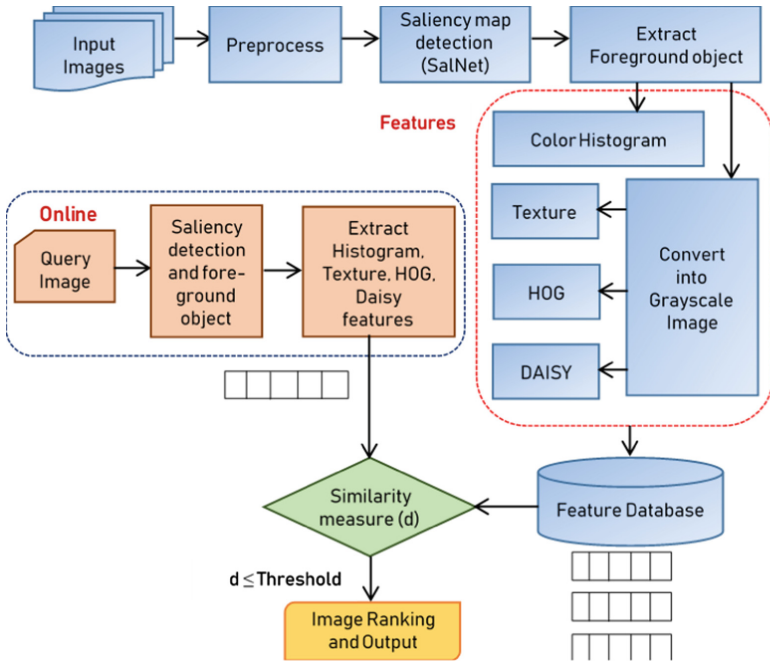 Input
Images
Preprocess
Saliency map
detection
(SalNet)
Extract
Foreground object
Features
Color Histogram
Texture
HOG
DAISY
Convert
into
Grayscale
Image
Online
Query
Image
Saliency
detection
and fore-
ground
object
Extract
Histogram,
Texture, HOG,
Daisy
features
Similarity
measure (d)
Feature Database
d ≤ Threshold
Image Ranking
and Output